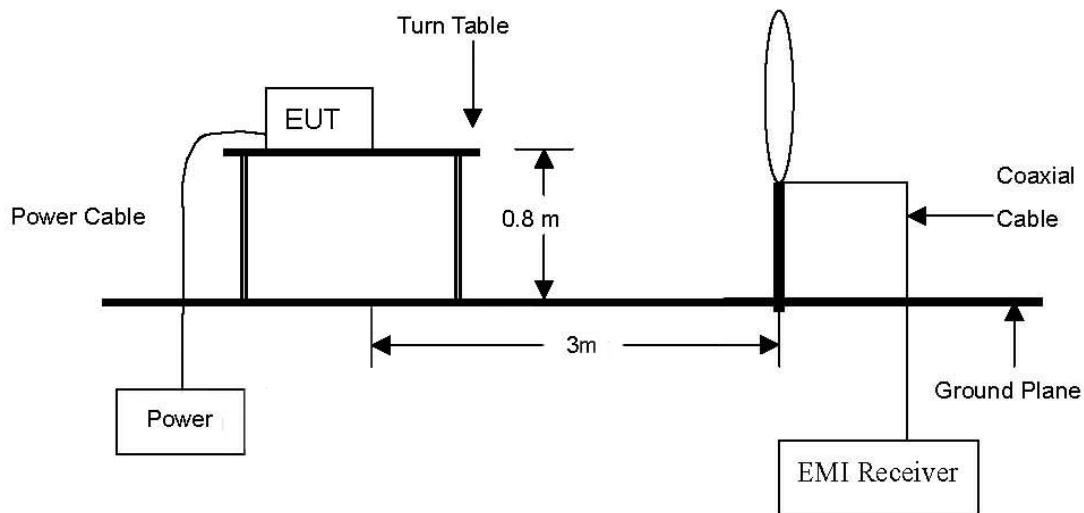 Turn Table
EUT
Coaxial
Power Cable
0.8 m
Cable
3m
Ground Plane
Power
EMI Receiver